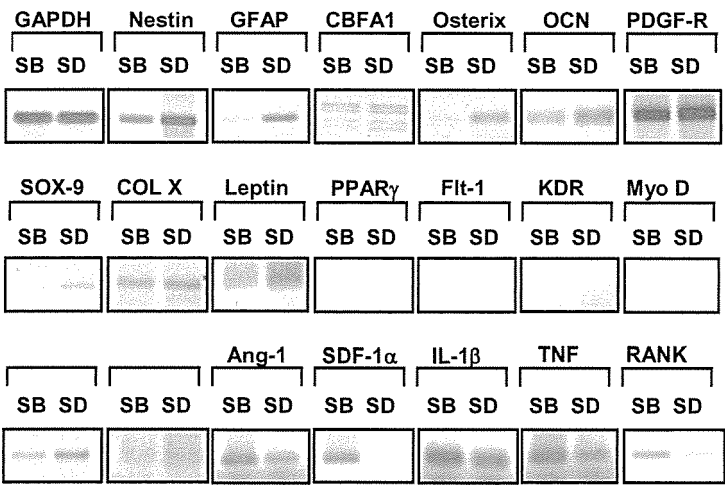 GAPDH Nestin GFAP CBFA1 Osterix OCN PDGF-R
SB SD SB SD SB SD SB SD SB SD SB SD SB SD
SOX-9 COL X Leptin PPARγ Flt-1 KDR Myo D
SB SD SB SD SB SD SB SD SB SD SB SD SB SD
Ang-1 SDF-1α IL-1β TNF RANK
SB SD SB SD SB SD SB SD SB SD SB SD SB SD